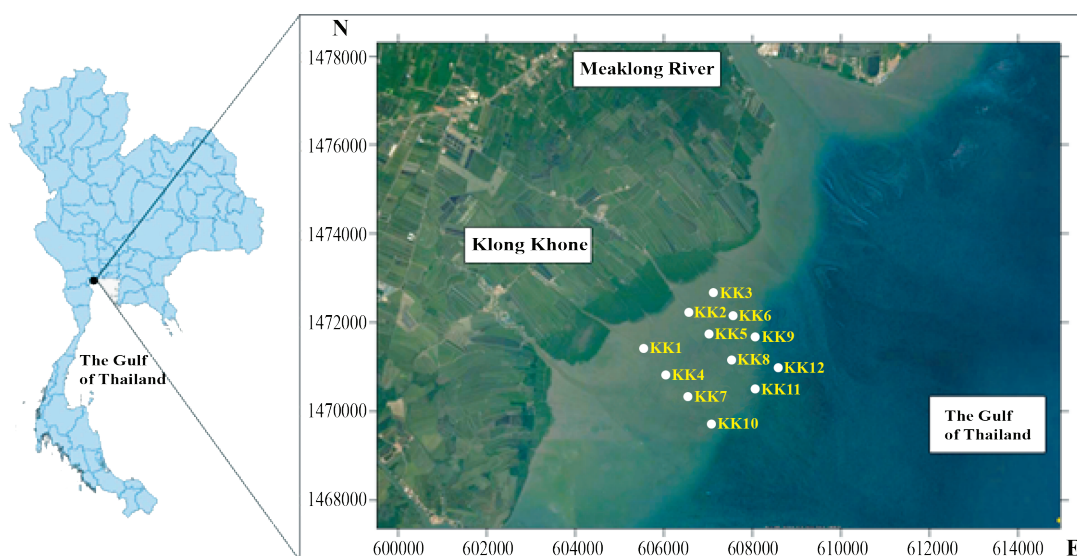 N
1478000
1476000
1474000
1472000
1470000
1468000
Meaklong River
Klong Khone
KK3
KK2
KK6
KK5
KK9
KK1
KK8
KK12
KK4
KK11
KK7
KK10
The Gulf
of Thailand
The Gulf
of Thailand
600000
602000
604000
606000
608000
610000
612000
614000
E